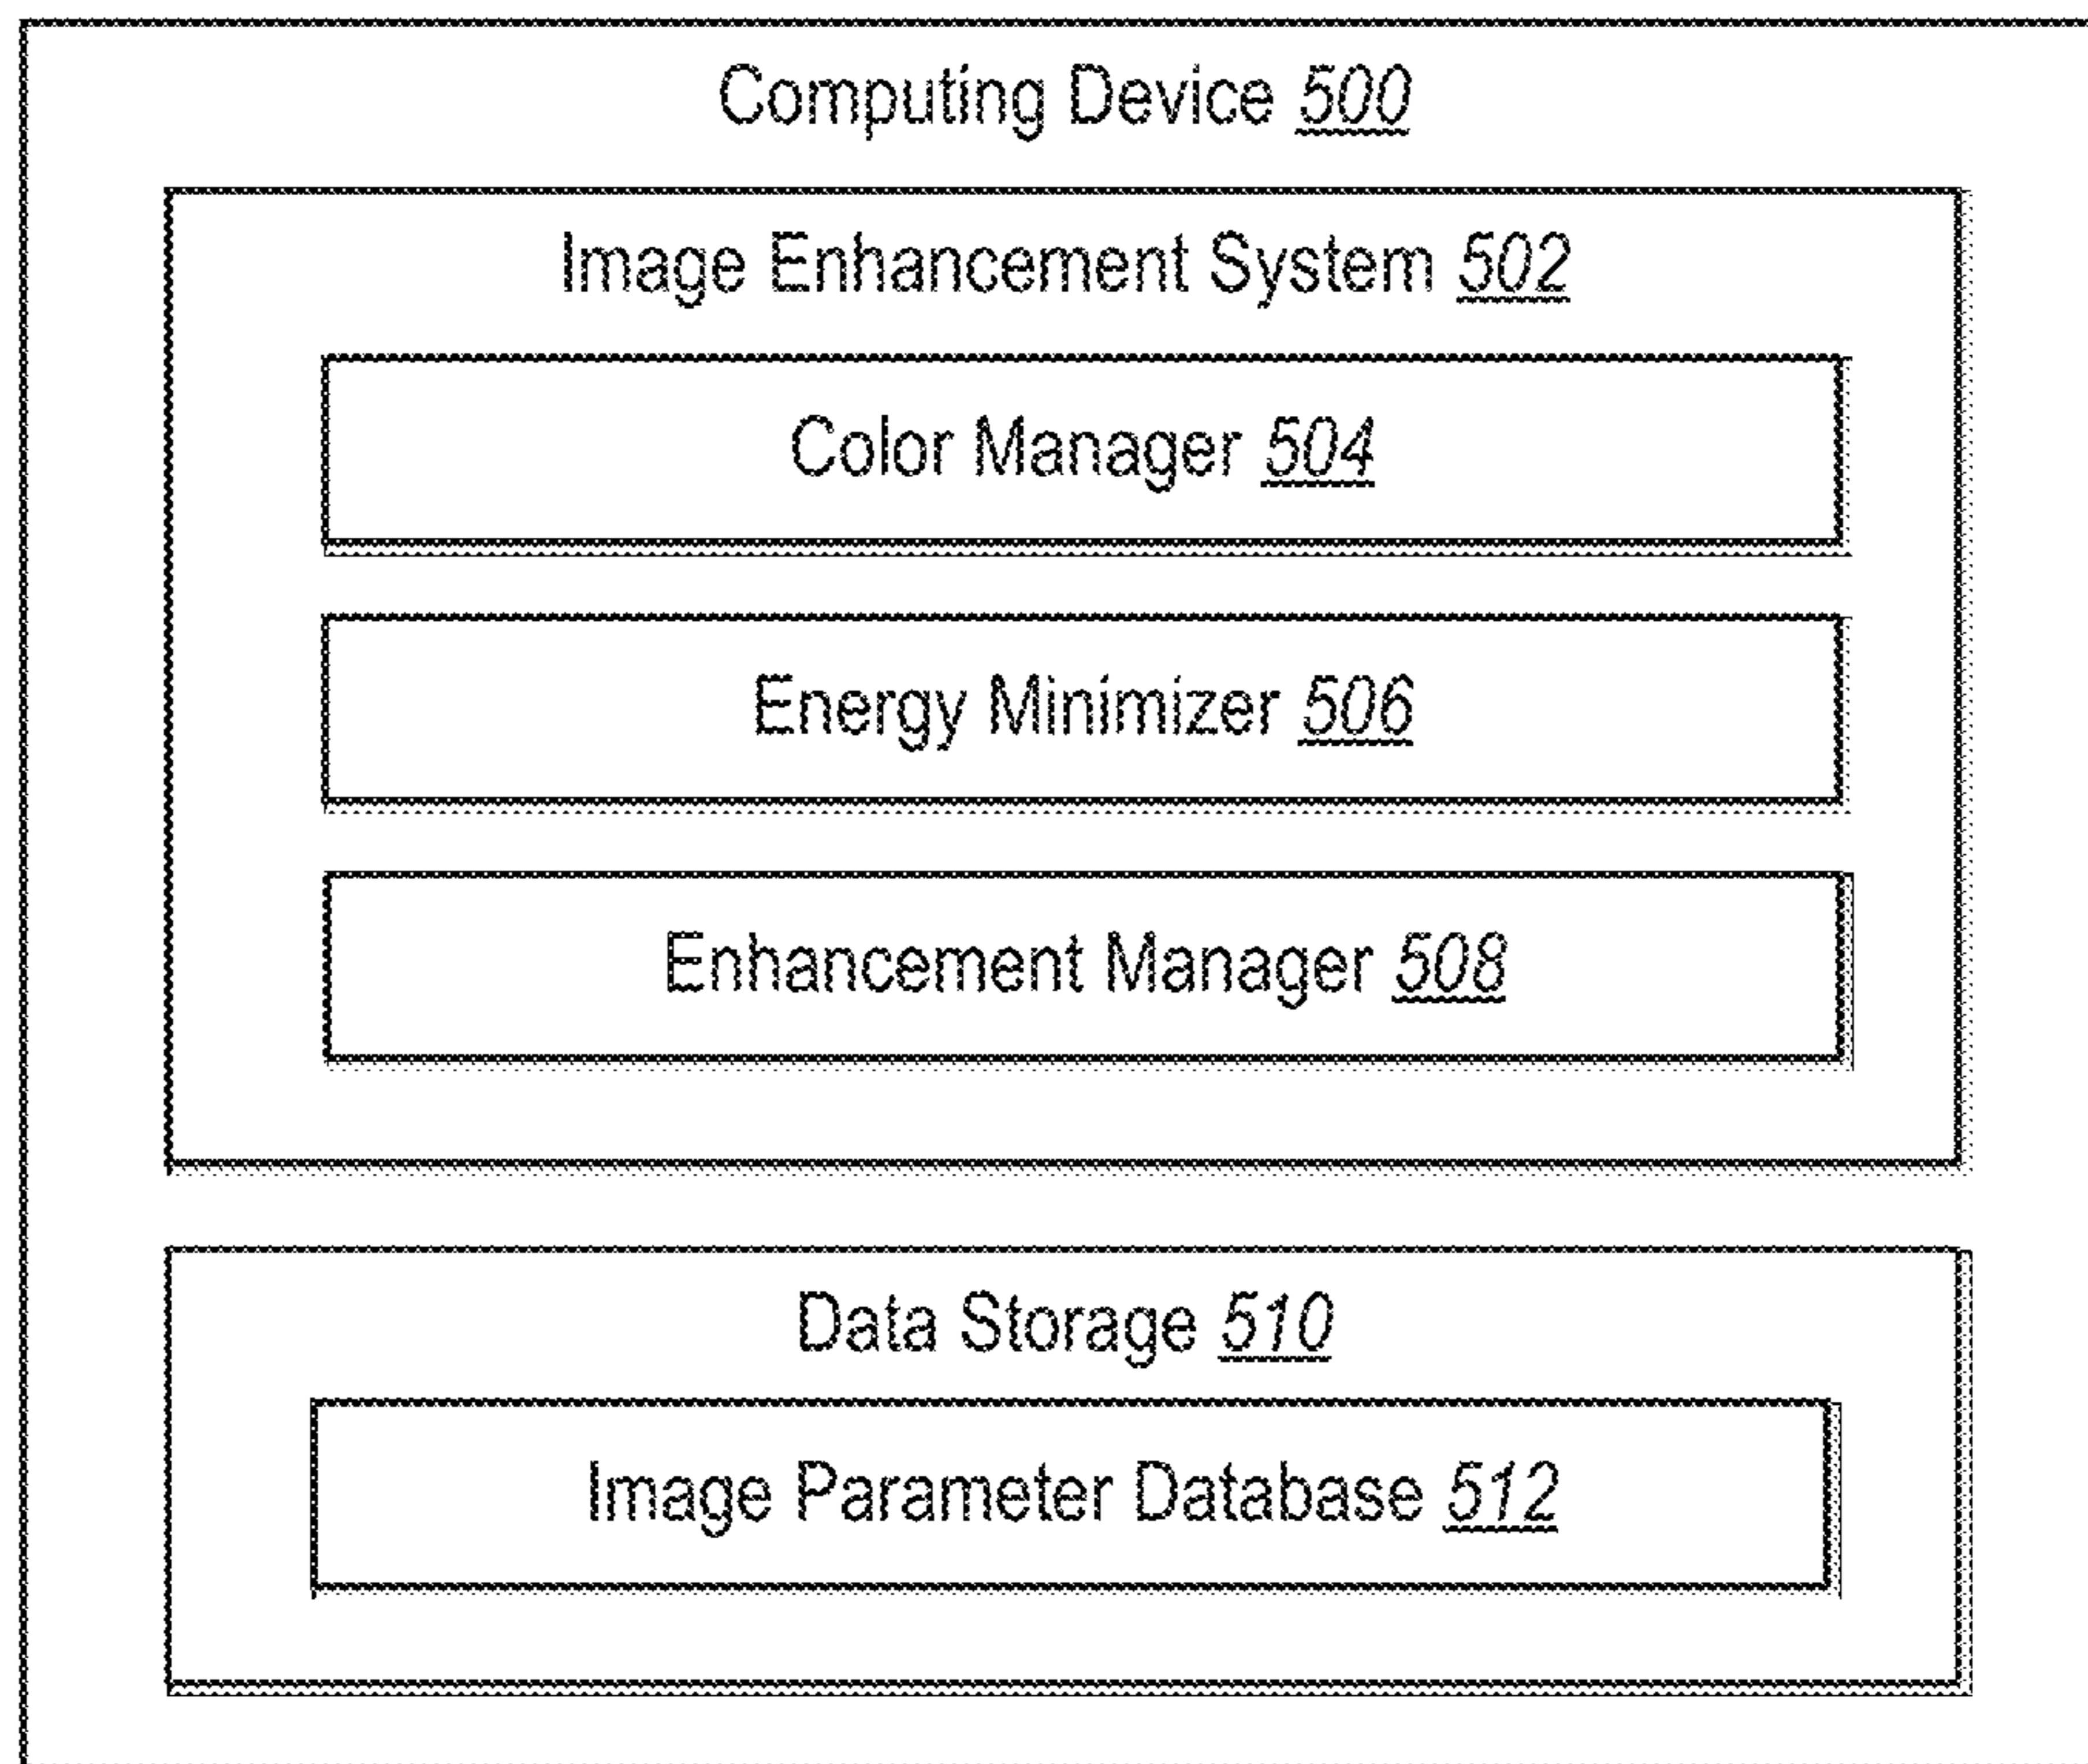 Computing Device 500
Image Enhancement System 502
Color Manager 504
Energy Minimizer 506
Enhancement Manager 508
Data Storage 510
Image Parameter Database 512